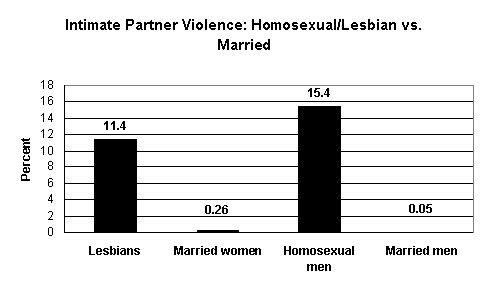 Intimate Partner Violence: Homosexual/Lesbian vs.
Married
Percent
18
16
14
12
10
8
6
4
2
0
11.4
0.26
15.4
0.05
Lesbians
Married women
Homosexual
men
Married men